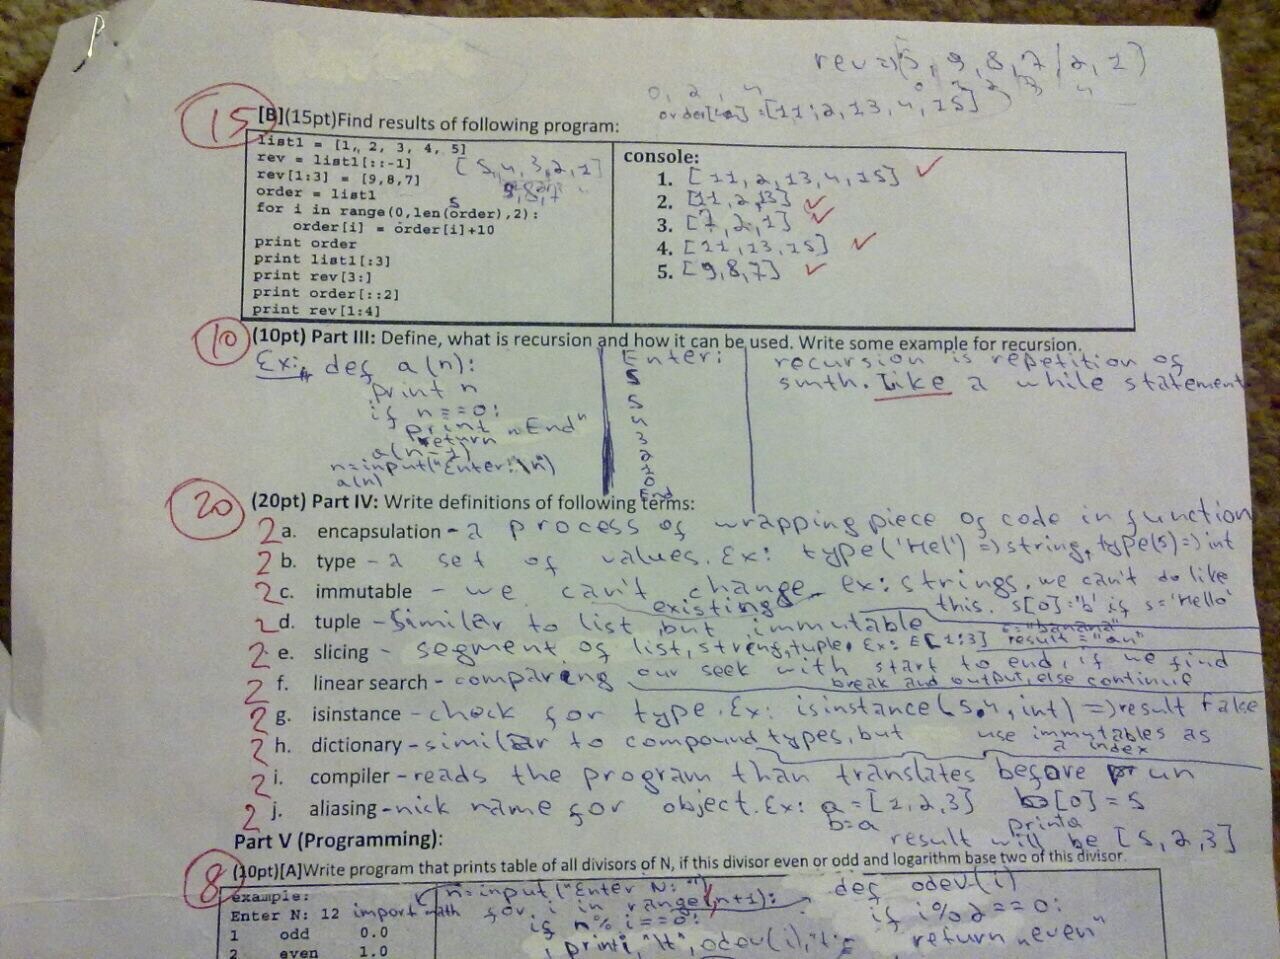 rev = [5, 9, 8, 7, 2, 1]
0, 2, 4
= [11, 2, 13, 4, 15]
15 [B](15pt)Find results of following program:
list1 = [1, 2, 3, 4, 5]
rev = list1[::-1] [5, 4, 3, 2, 1]
rev[1:3] = [9,8,7] 9,8,7
order = list1
5
for i in range(0,len(order),2):
order[i] = order[i]+10
print order
print list1[:3]
print rev[3:]
print order[::2]
print rev[1:4]
console:
1. [11, 2, 13, 4, 15]
2. [11, 2, 13]
3. [7, 2, 1]
4. [11, 13, 15]
5. [9, 8, 7]
10 (10pt) Part III: Define, what is recursion and how it can be used. Write some example for recursion.
Ex: def a(n):
print n
if n==0:
print "End"
return
a(n-1)
n=input("Enter:\n")
a(n)
Enter:
5
5
4
3
2
1
0
End
recursion is repetition of
smth. Like a while statement
20 (20pt) Part IV: Write definitions of following terms:
2 a. encapsulation - a process of wrapping piece of code in function
2 b. type - a set of values. Ex: type('Hel') => string, type(5) => int
2 c. immutable - we can't change existing. ex: strings. we can't do like
this. s[0]='b' if s='Hello'
2 d. tuple - similar to list but immutable
="banana"
2 e. slicing - segment of list, string, tuple. Ex: [1:3] result = "an"
2 f. linear search - comparing our seek with start to end, if we find
break and output, else continue
2 g. isinstance - check for type. Ex: isinstance(5.4, int) => result False
2 h. dictionary - similar to compound types, but use immutables as
a index
2 i. compiler - reads the program than translates before run
2 j. aliasing - nick name for object. Ex: a=[1,2,3] b[0]=5
b=a print a
result will be [5,2,3]
Part V (Programming):
8 (10pt)[A]Write program that prints table of all divisors of N, if this divisor even or odd and logarithm base two of this divisor.
example:
Enter N: 12
1 odd 0.0
2 even 1.0
import math
n=input("Enter N: ")
for i in range(1,n+1):
if n%i==0:
print i, "\t", odev(i), "\t"
def odev(i)
if i%2==0:
return "even"